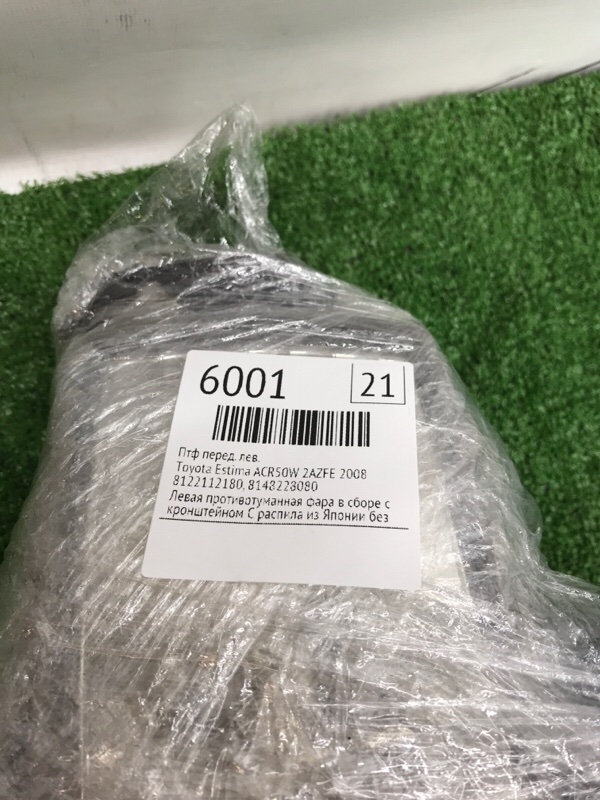 6001 21
Птф перед. лев.
Toyota Estima ACR50W 2AZFE 2008
8122112180, 8148228080
Левая противотуманная фара в сборе с
кронштейном С распила из Японии без